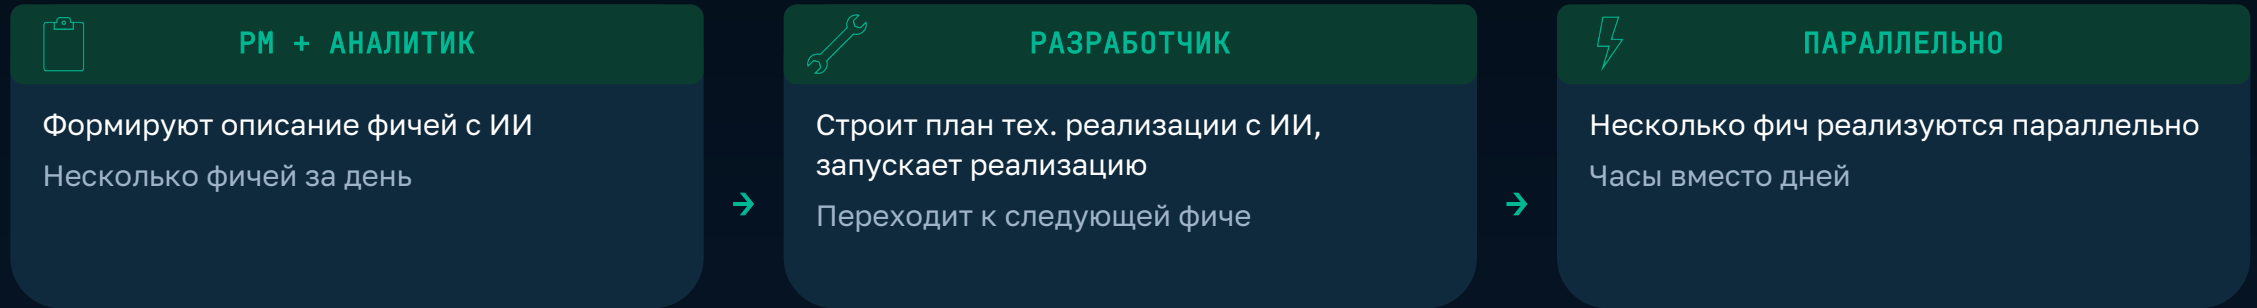 PM + АНАЛИТИК
Формируют описание фичей с ИИ
Несколько фичей за день
→
РАЗРАБОТЧИК
Строит план тех. реализации с ИИ,
запускает реализацию
Переходит к следующей фиче
→
ПАРАЛЛЕЛЬНО
Несколько фич реализуются параллельно
Часы вместо дней